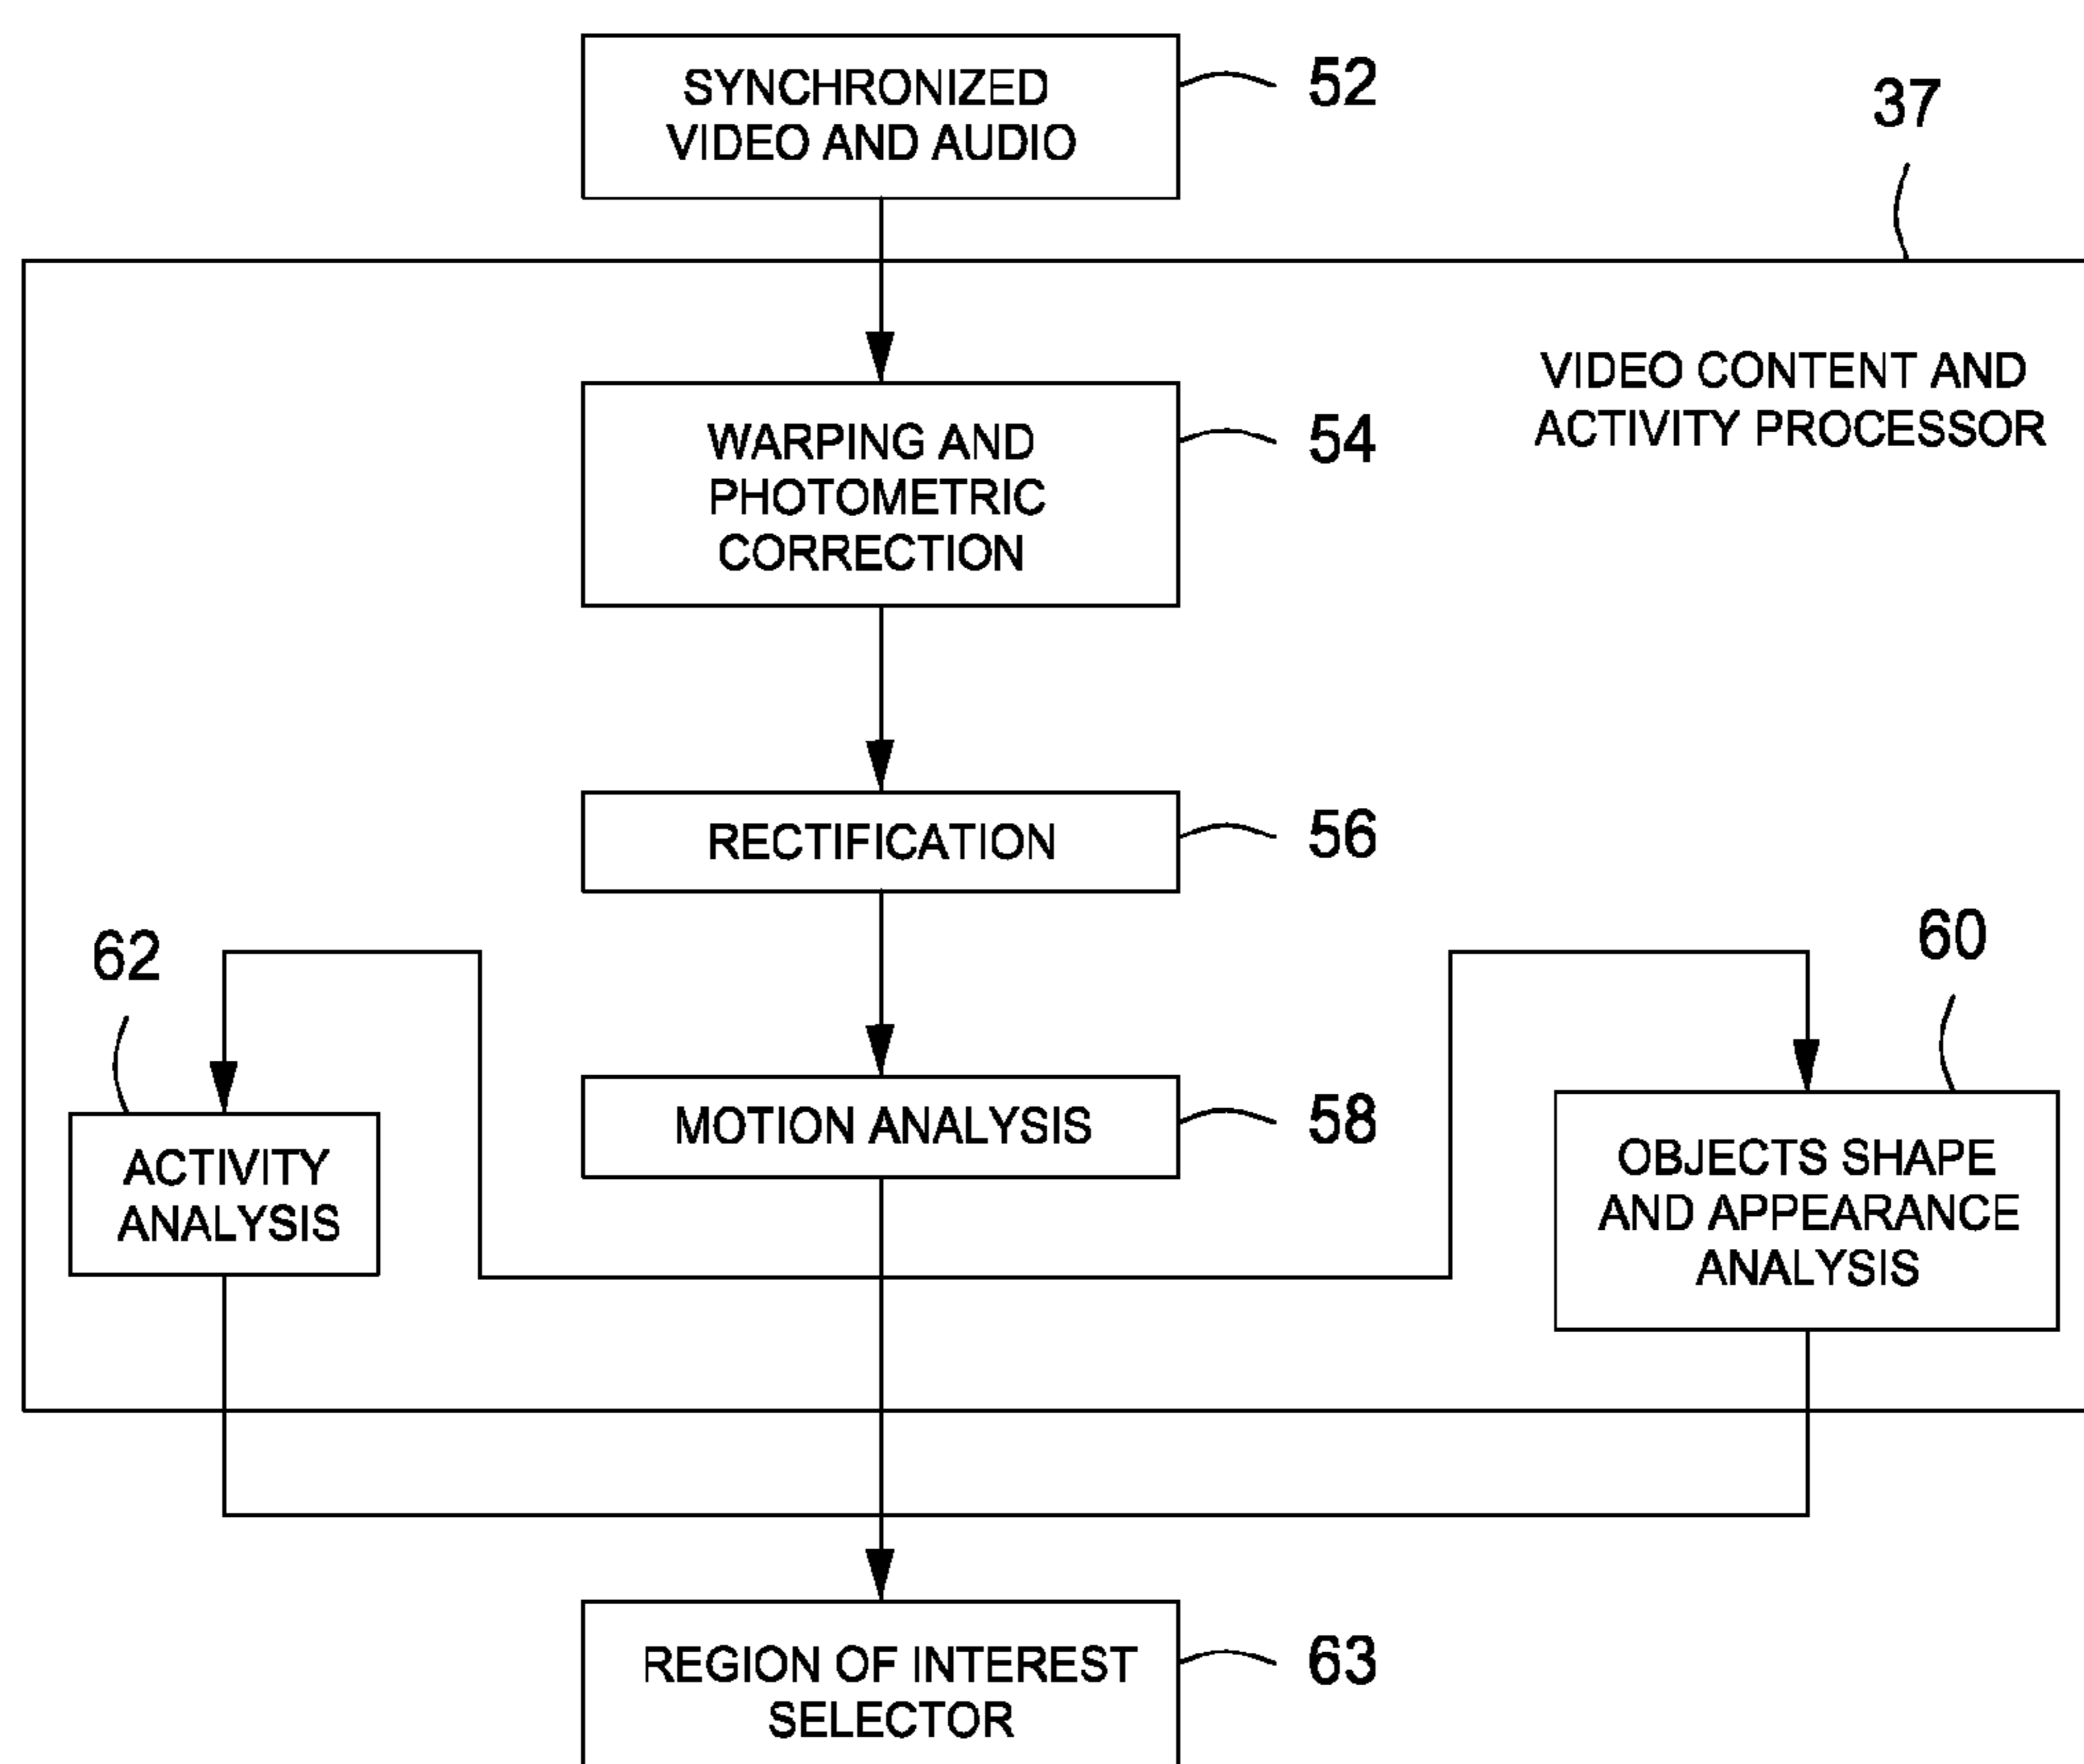 SYNCHRONIZED
VIDEO AND AUDIO
52
37
VIDEO CONTENT AND
ACTIVITY PROCESSOR
WARPING AND
PHOTOMETRIC
CORRECTION
54
RECTIFICATION
56
62
60
MOTION ANALYSIS
58
ACTIVITY
ANALYSIS
OBJECTS SHAPE
AND APPEARANCE
ANALYSIS
REGION OF INTEREST
SELECTOR
63